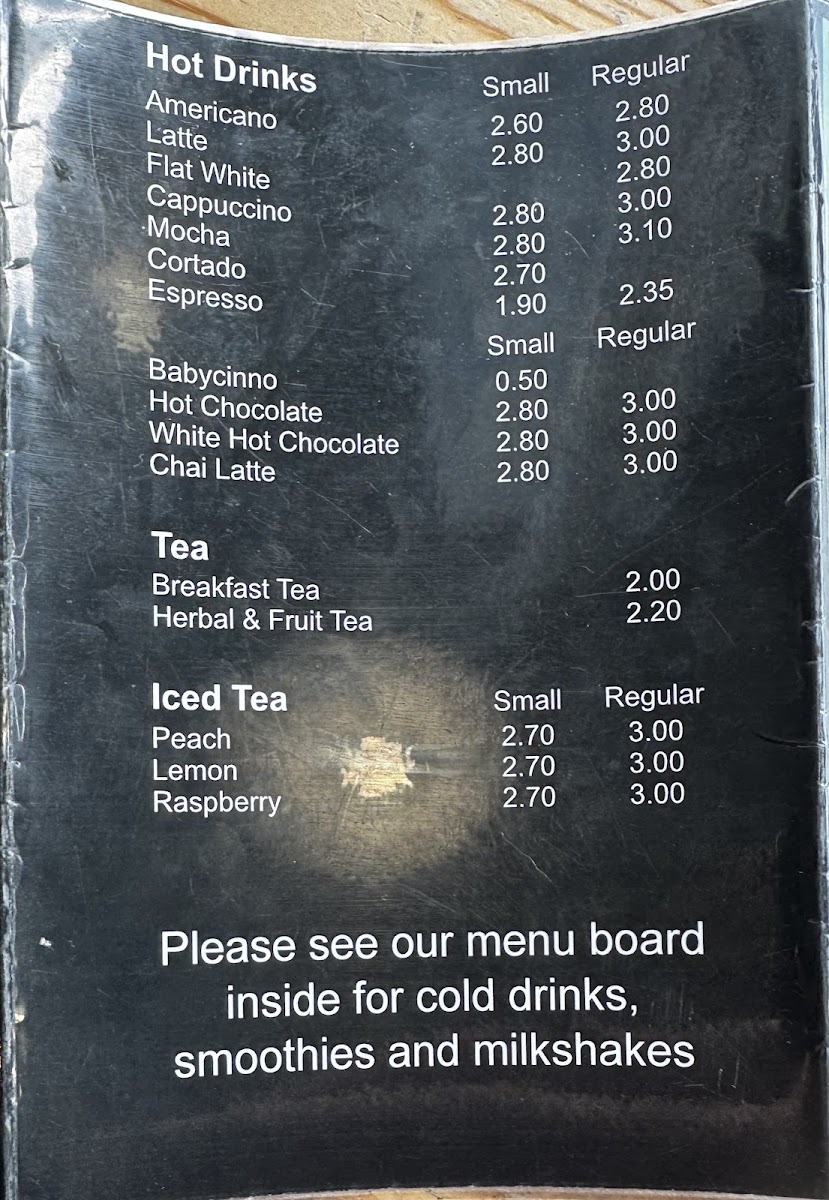 Hot Drinks Small Regular
Americano 2.60 2.80
Latte 2.80 3.00
Flat White 2.80
Cappuccino 2.80 3.00
Mocha 2.80 3.10
Cortado 2.70
Espresso 1.90 2.35
Small Regular
Babycinno 0.50
Hot Chocolate 2.80 3.00
White Hot Chocolate 2.80 3.00
Chai Latte 2.80 3.00
Tea
Breakfast Tea 2.00
Herbal & Fruit Tea 2.20
Iced Tea Small Regular
Peach 2.70 3.00
Lemon 2.70 3.00
Raspberry 2.70 3.00
Please see our menu board
inside for cold drinks,
smoothies and milkshakes